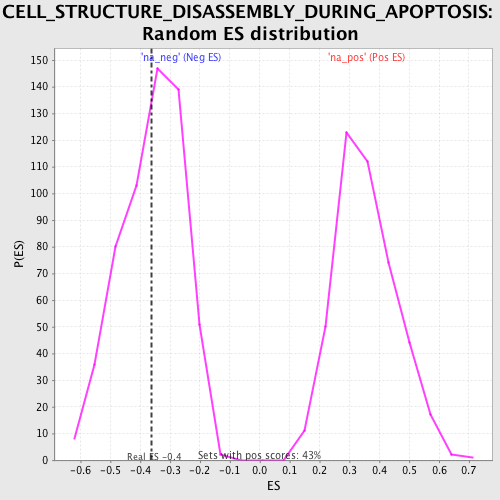 CELL_STRUCTURE_DISASSEMBLY_DURING_APOPTOSIS:
Random ES distribution
'na_neg' (Neg ES) 'na_pos' (Pos ES)
150
140
130
120
110
100
90
80
70
60
50
40
30
20
10
0
P(ES)
Real ES -0.4 Sets with pos scores: 43%
-0.6 -0.5 -0.4 -0.3 -0.2 -0.1 0.0 0.1 0.2 0.3 0.4 0.5 0.6 0.7
ES